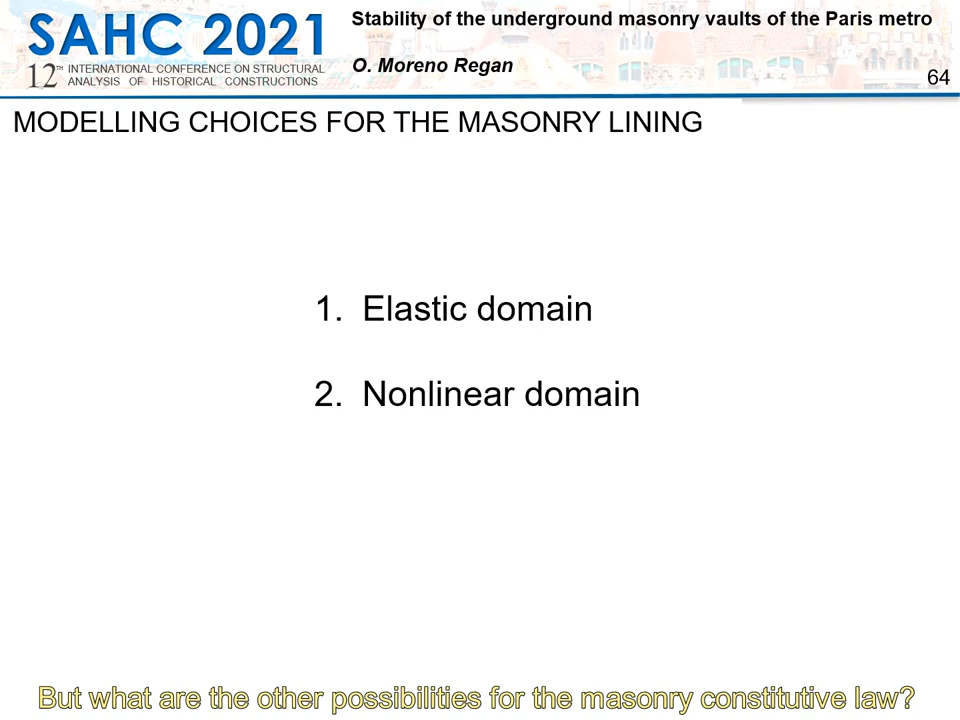 SAHC 2021
12TH INTERNATIONAL CONFERENCE ON STRUCTURAL
ANALYSIS OF HISTORICAL CONSTRUCTIONS
Stability of the underground masonry vaults of the Paris metro
O. Moreno Regan
64
MODELLING CHOICES FOR THE MASONRY LINING
1. Elastic domain
2. Nonlinear domain
But what are the other possibilities for the masonry constitutive law?